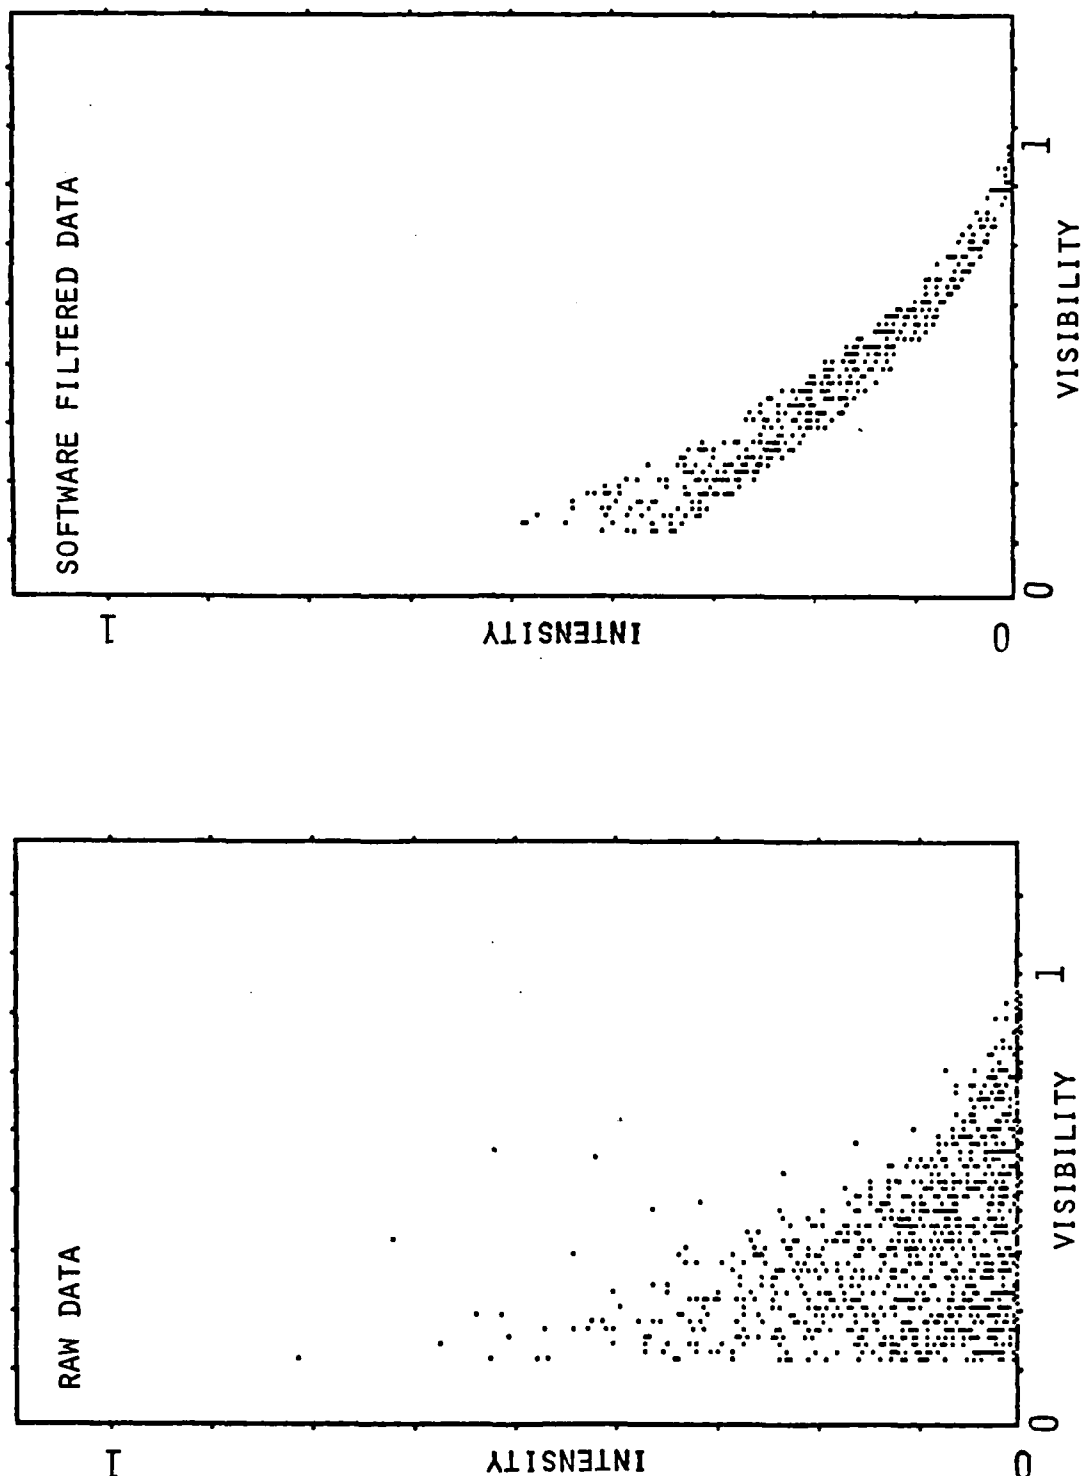 SOFTWARE FILTERED DATA
1
INTENSITY
0
0
1
VISIBILITY
RAW DATA
1
INTENSITY
0
0
1
VISIBILITY